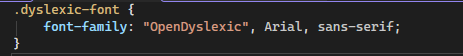 .dyslexic-font {
    font-family: "OpenDyslexic", Arial, sans-serif;
}